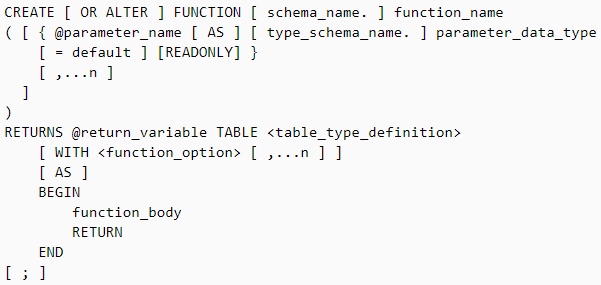 CREATE [ OR ALTER ] FUNCTION [ schema_name. ] function_name
( [ { @parameter_name [ AS ] [ type_schema_name. ] parameter_data_type
    [ = default ] [READONLY] }
    [ ,...n ]
  ]
)
RETURNS @return_variable TABLE <table_type_definition>
    [ WITH <function_option> [ ,...n ] ]
    [ AS ]
    BEGIN
        function_body
        RETURN
    END
[ ; ]